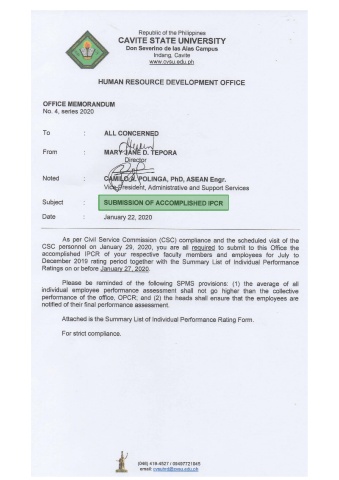 Republic of the Philippines
CAVITE STATE UNIVERSITY
Don Severino de las Alas Campus
Indang, Cavite
www.cvsu.edu.ph
HUMAN RESOURCE DEVELOPMENT OFFICE
OFFICE MEMORANDUM
No. 4, series 2020
To : ALL CONCERNED
From : MARY JANE D. TEPORA
Director
Noted : CAMILO A. POLINGA, PhD, ASEAN Engr.
Vice President, Administrative and Support Services
Subject : SUBMISSION OF ACCOMPLISHED IPCR
Date : January 22, 2020
As per Civil Service Commission (CSC) compliance and the scheduled visit of the
CSC personnel on January 29, 2020, you are all required to submit to this Office the
accomplished IPCR of your respective faculty members and employees for July to
December 2019 rating period together with the Summary List of Individual Performance
Ratings on or before January 27, 2020.
Please be reminded of the following SPMS provisions: (1) the average of all
individual employee performance assessment shall not go higher than the collective
performance of the office, OPCR; and (2) the heads shall ensure that the employees are
notified of their final performance assessment.
Attached is the Summary List of Individual Performance Rating Form.
For strict compliance.
(046) 419-4527 / 09497721045
email: